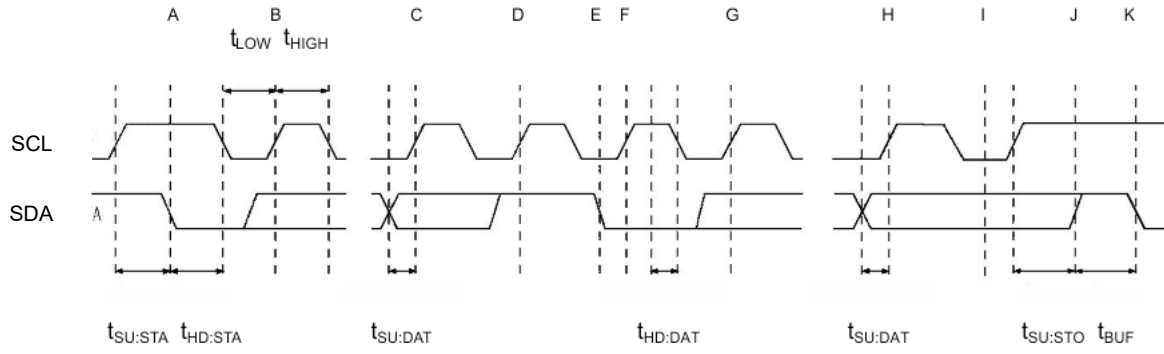 A B C D E F G H I J K
tLOW tHIGH
SCL
SDA A
tSU:STA tHD:STA tSU:DAT tHD:DAT tSU:DAT tSU:STO tBUF